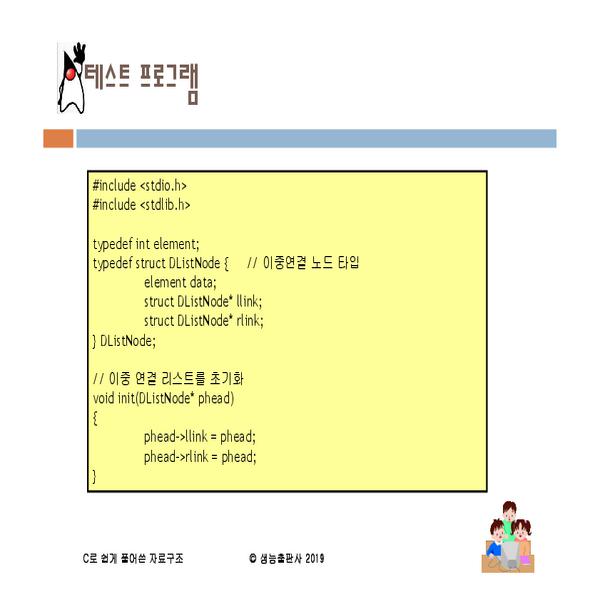 테스트 프로그램
#include <stdio.h>
#include <stdlib.h>
typedef int element;
typedef struct DListNode { // 이중연결 노드 타입
element data;
struct DListNode* llink;
struct DListNode* rlink;
} DListNode;
// 이중 연결 리스트를 초기화
void init(DListNode* phead)
{
phead->llink = phead;
phead->rlink = phead;
}
C로 쉽게 풀어쓴 자료구조
© 생능출판사 2019